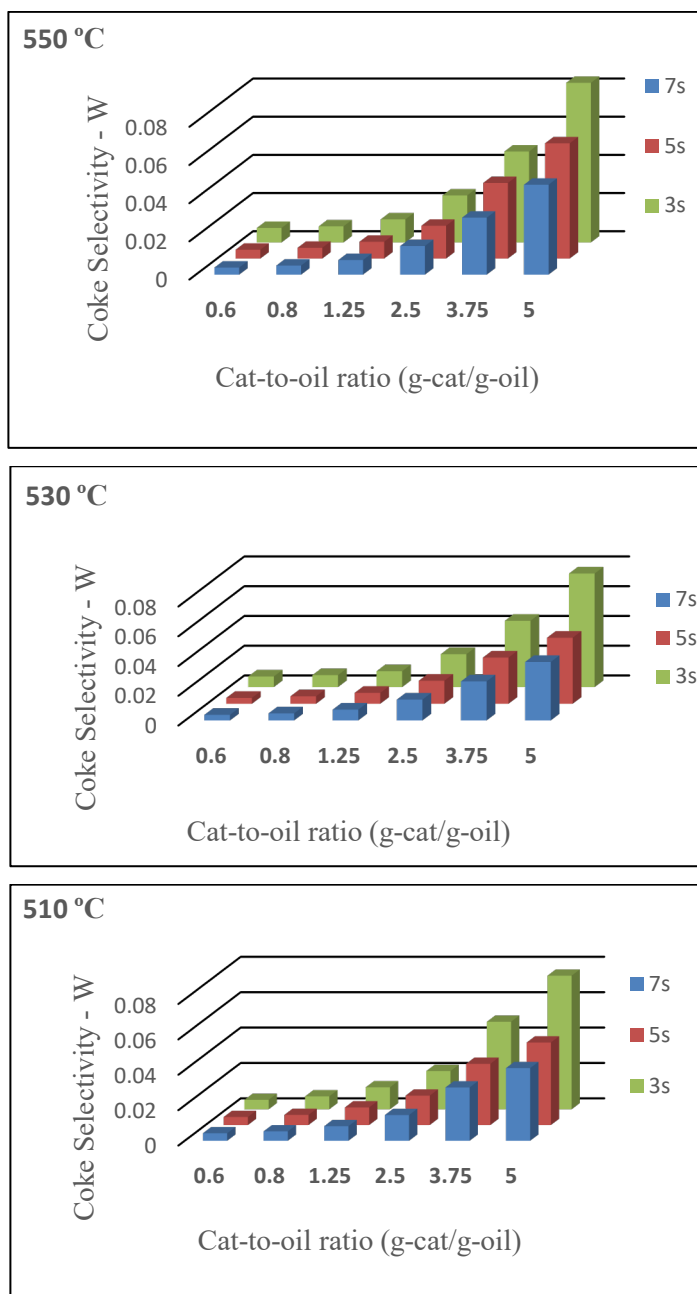 550 ºC
Coke Selectivity - W
0.08
0.06
0.04
0.02
0
0.6 0.8 1.25 2.5 3.75 5
Cat-to-oil ratio (g-cat/g-oil)
7s
5s
3s
530 ºC
Coke Selectivity - W
0.08
0.06
0.04
0.02
0
0.6 0.8 1.25 2.5 3.75 5
Cat-to-oil ratio (g-cat/g-oil)
7s
5s
3s
510 ºC
Coke Selectivity - W
0.08
0.06
0.04
0.02
0
0.6 0.8 1.25 2.5 3.75 5
Cat-to-oil ratio (g-cat/g-oil)
7s
5s
3s